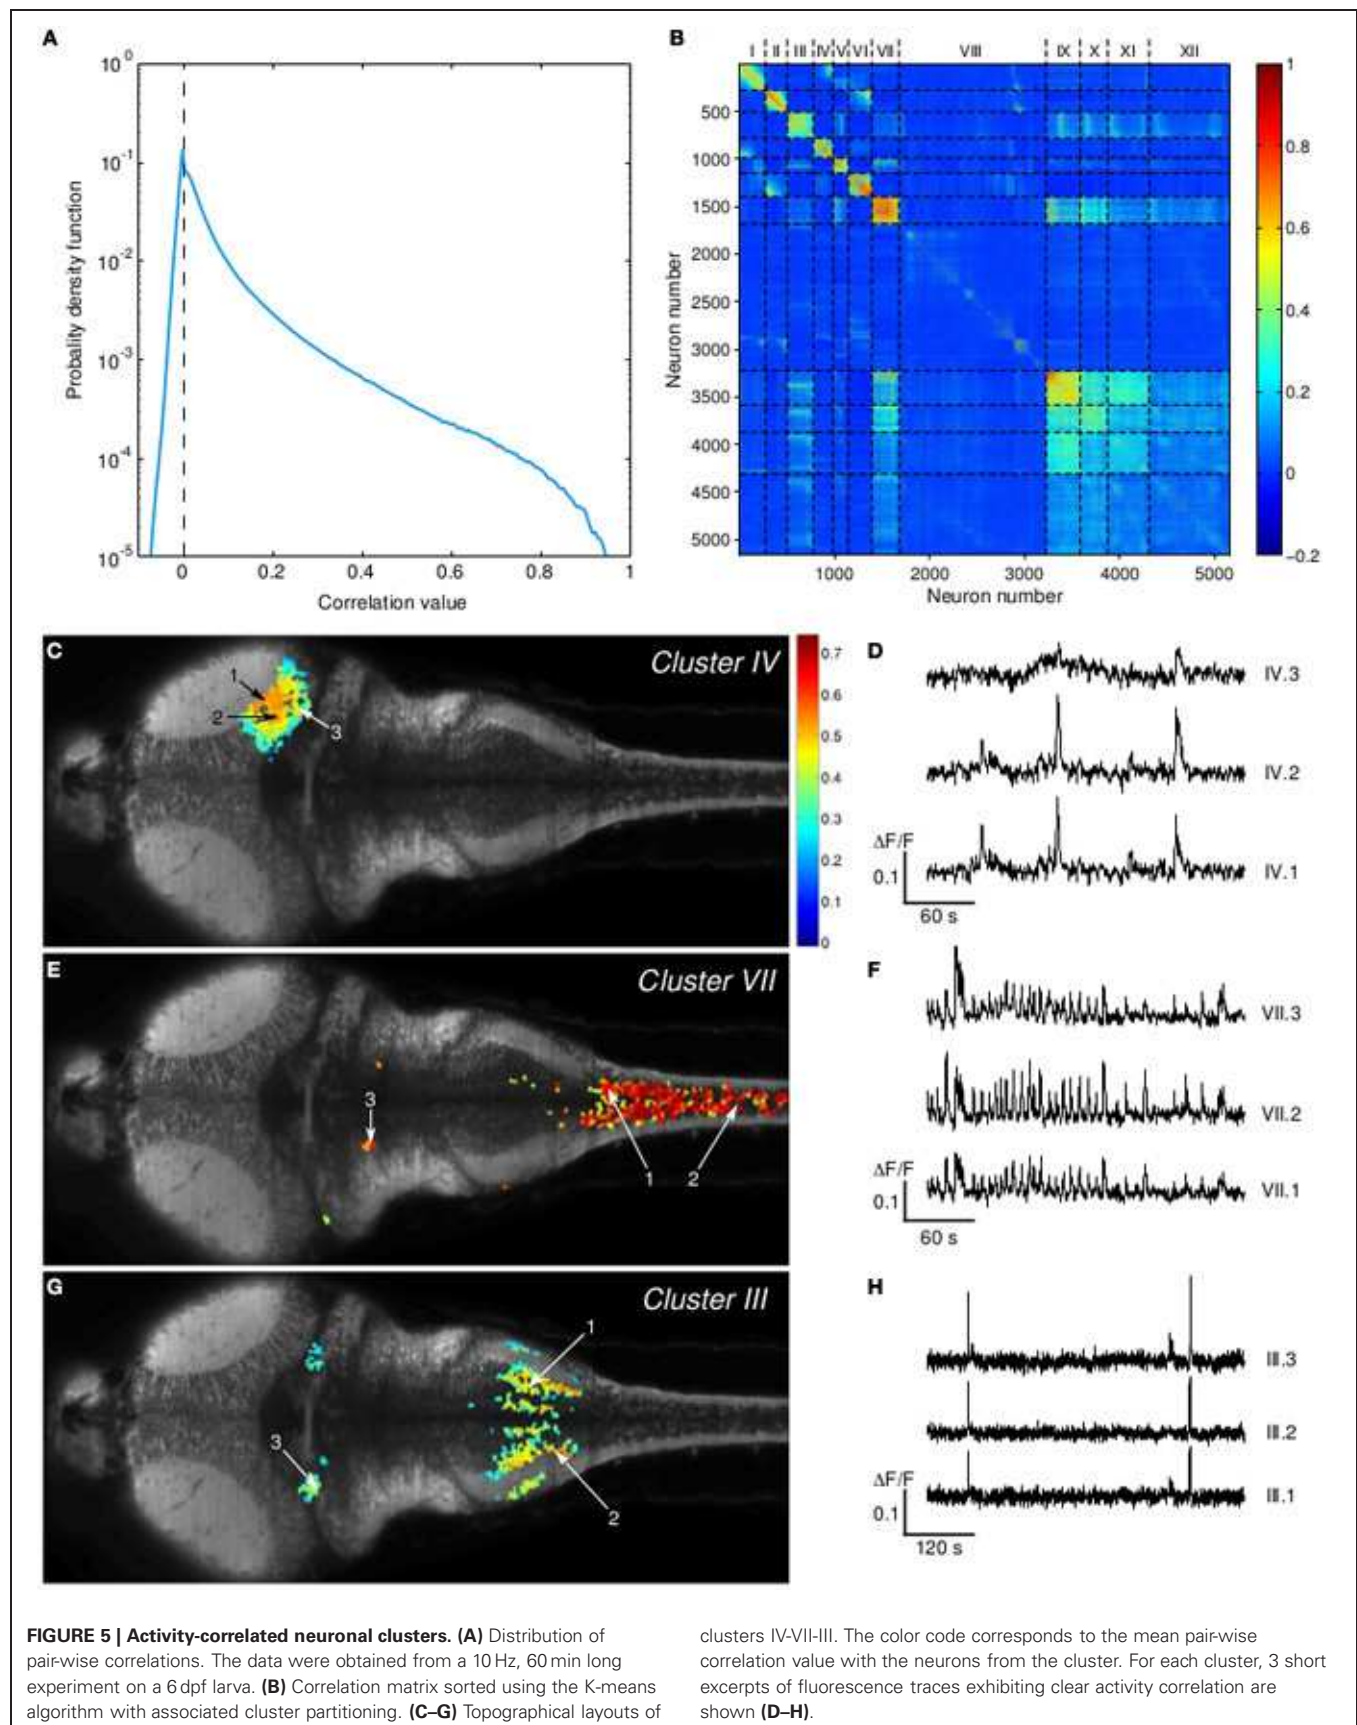 A
10^0
10^-1
10^-2
10^-3
10^-4
10^-5
Probality density function
0
0.2
0.4
0.6
0.8
1
Correlation value
B
I II III IV V VI VII VIII IX X XI XII
500
1000
1500
2000
2500
3000
3500
4000
4500
5000
Neuron number
1000 2000 3000 4000 5000
Neuron number
1
0.8
0.6
0.4
0.2
0
−0.2
C
Cluster IV
1
2
3
0.7
0.6
0.5
0.4
0.3
0.2
0.1
0
D
IV.3
IV.2
IV.1
ΔF/F
0.1
60 s
E
Cluster VII
3
1
2
F
VII.3
VII.2
VII.1
ΔF/F
0.1
60 s
G
Cluster III
1
3
2
H
III.3
III.2
III.1
ΔF/F
0.1
120 s
FIGURE 5 | Activity-correlated neuronal clusters. (A) Distribution of
pair-wise correlations. The data were obtained from a 10 Hz, 60 min long
experiment on a 6 dpf larva. (B) Correlation matrix sorted using the K-means
algorithm with associated cluster partitioning. (C–G) Topographical layouts of
clusters IV-VII-III. The color code corresponds to the mean pair-wise
correlation value with the neurons from the cluster. For each cluster, 3 short
excerpts of fluorescence traces exhibiting clear activity correlation are
shown (D–H).